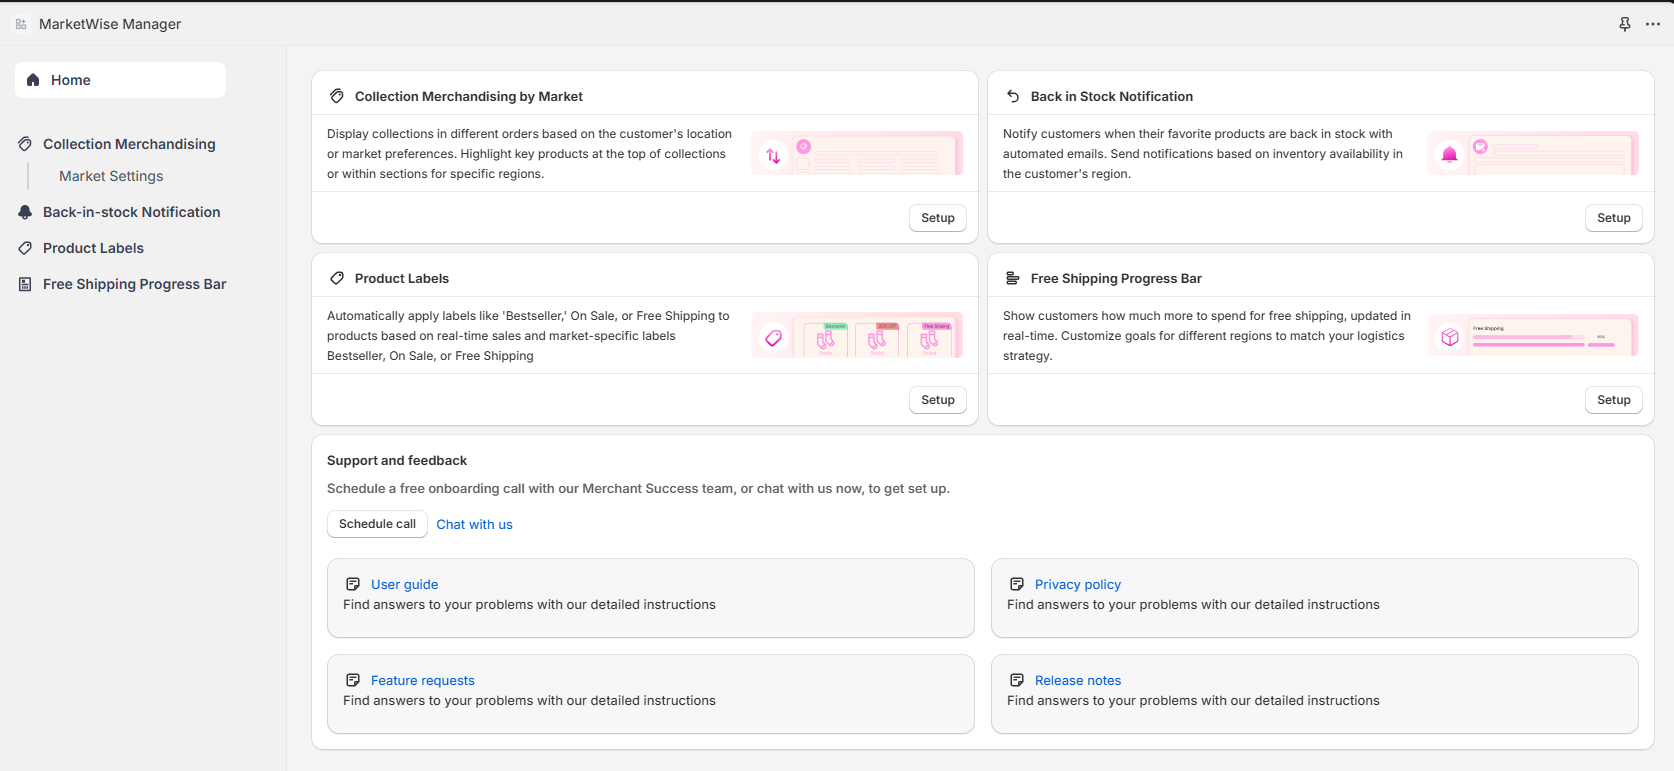 MarketWise Manager
Home
Collection Merchandising
Market Settings
Back-in-stock Notification
Product Labels
Free Shipping Progress Bar
Collection Merchandising by Market
Display collections in different orders based on the customer's location
or market preferences. Highlight key products at the top of collections
or within sections for specific regions.
Setup
Back in Stock Notification
Notify customers when their favorite products are back in stock with
automated emails. Send notifications based on inventory availability in
the customer's region.
Setup
Product Labels
Automatically apply labels like 'Bestseller,' On Sale, or Free Shipping to
products based on real-time sales and market-specific labels
Bestseller, On Sale, or Free Shipping
Bestseller
Setup
Free Shipping Progress Bar
Show customers how much more to spend for free shipping, updated in
real-time. Customize goals for different regions to match your logistics
strategy.
Free Shipping
Setup
Support and feedback
Schedule a free onboarding call with our Merchant Success team, or chat with us now, to get set up.
Schedule call
Chat with us
User guide
Find answers to your problems with our detailed instructions
Privacy policy
Find answers to your problems with our detailed instructions
Feature requests
Find answers to your problems with our detailed instructions
Release notes
Find answers to your problems with our detailed instructions